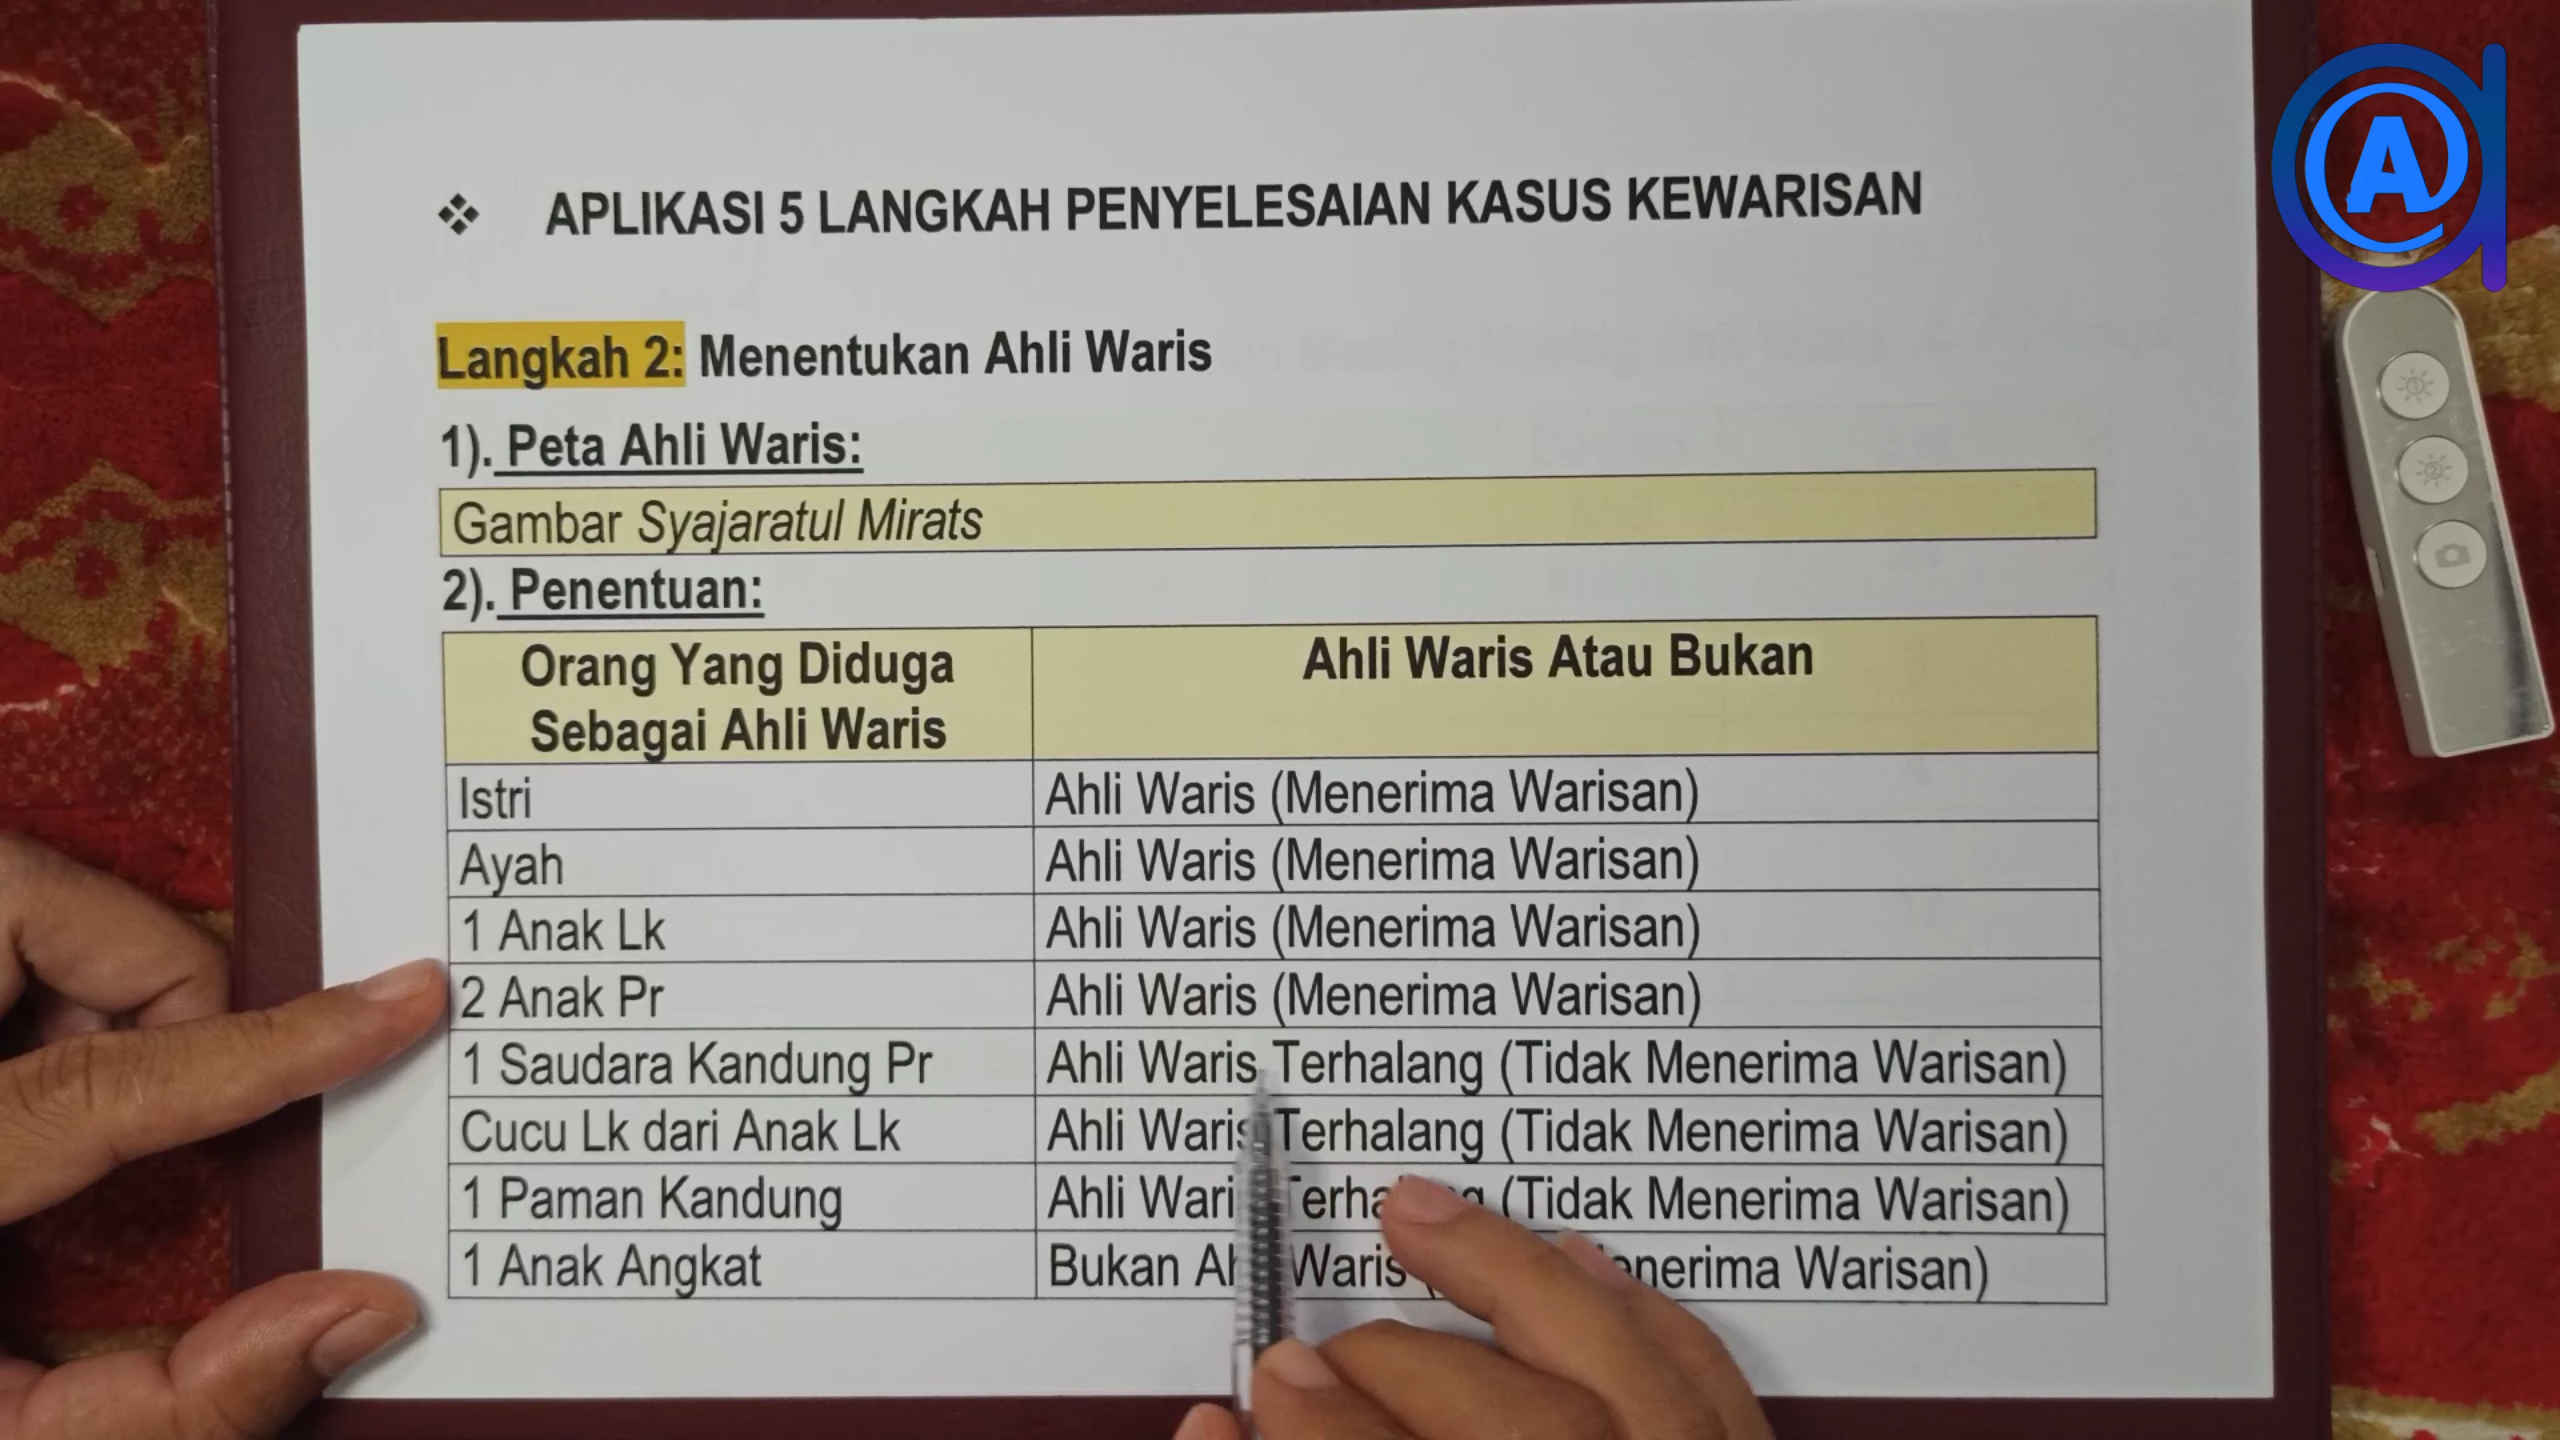 ❖ APLIKASI 5 LANGKAH PENYELESAIAN KASUS KEWARISAN
Langkah 2: Menentukan Ahli Waris
1). Peta Ahli Waris:
Gambar Syajaratul Mirats
2). Penentuan:
Orang Yang Diduga
Sebagai Ahli Waris
Ahli Waris Atau Bukan
Istri
Ahli Waris (Menerima Warisan)
Ayah
Ahli Waris (Menerima Warisan)
1 Anak Lk
Ahli Waris (Menerima Warisan)
2 Anak Pr
Ahli Waris (Menerima Warisan)
1 Saudara Kandung Pr
Ahli Waris Terhalang (Tidak Menerima Warisan)
Cucu Lk dari Anak Lk
Ahli Waris Terhalang (Tidak Menerima Warisan)
1 Paman Kandung
Ahli (Tidak Menerima Warisan)
1 Anak Angkat
Bukan Waris Warisan)
A